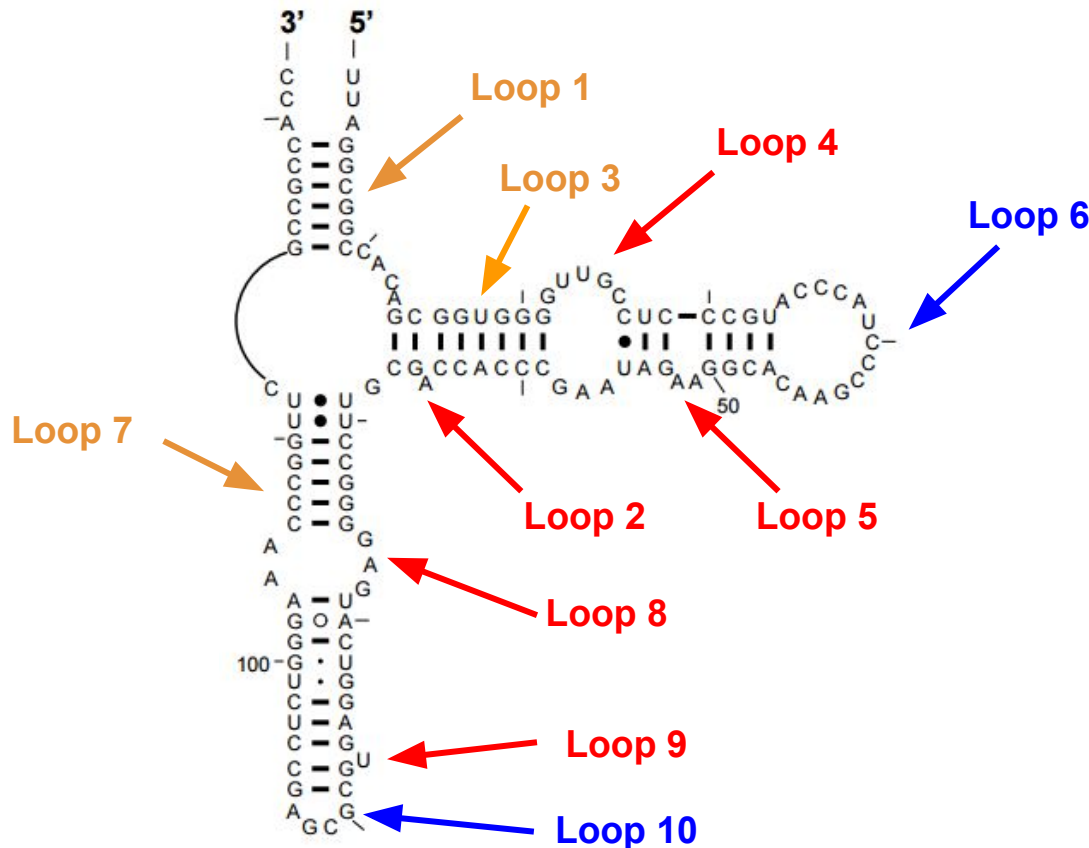 3’ 5’
C C A C C G C C G
U U A G G C G G C
C A C A
G C G G U G G G
G U U G C
C U C C C G U
A C C C A U C C C G A A C A
C G G A A G A U
A A G
C C C A C C A G C
G
U U C C G G G
G A G
U A C U G G A G U G C G
C G A
C G U C C U C U G G G A
A A
C C C G G U U C
50
100
Loop 1
Loop 3
Loop 4
Loop 6
Loop 7
Loop 2
Loop 5
Loop 8
Loop 9
Loop 10